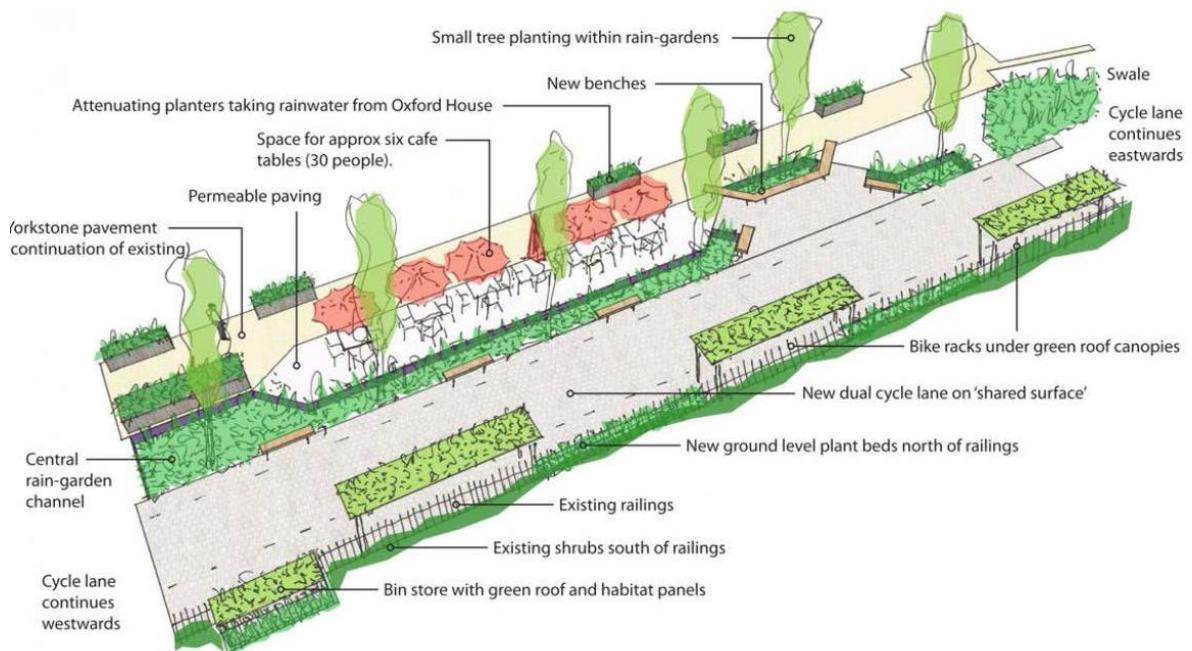 Small tree planting within rain-gardens
New benches
Attenuating planters taking rainwater from Oxford House
Space for approx six cafe
tables (30 people).
Permeable paving
Yorkstone pavement
continuation of existing)
Swale
Cycle lane
continues
eastwards
Bike racks under green roof canopies
New dual cycle lane on ‘shared surface’
New ground level plant beds north of railings
Central
rain-garden
channel
Existing railings
Existing shrubs south of railings
Cycle lane
continues
westwards
Bin store with green roof and habitat panels